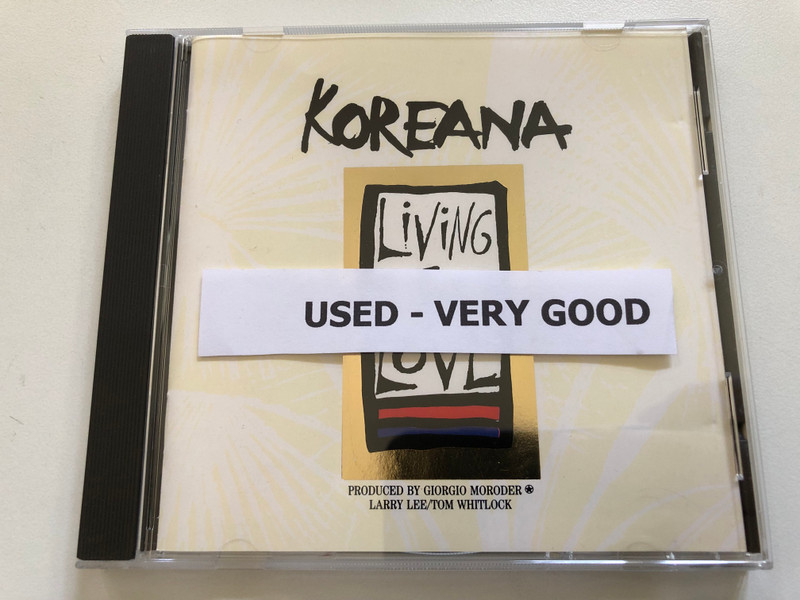 KOREANA
LiViNG
USED - VERY GOOD
LOVE
PRODUCED BY GIORGIO MORODER ⍟
LARRY LEE/TOM WHITLOCK